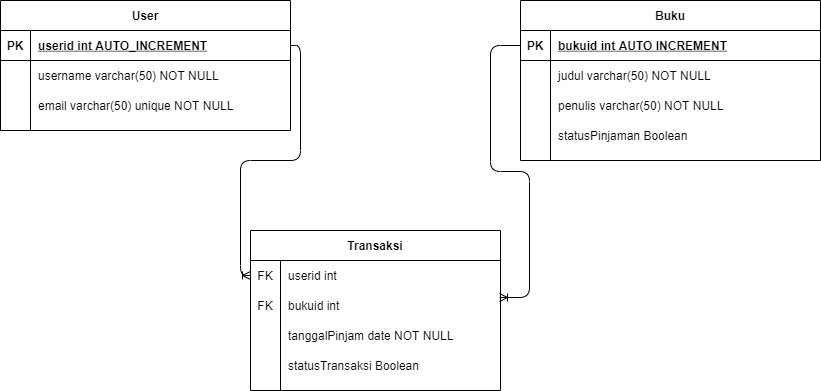 User
PK userid int AUTO_INCREMENT
username varchar(50) NOT NULL
email varchar(50) unique NOT NULL
Buku
PK bukuid int AUTO INCREMENT
judul varchar(50) NOT NULL
penulis varchar(50) NOT NULL
statusPinjaman Boolean
Transaksi
FK userid int
FK bukuid int
tanggalPinjam date NOT NULL
statusTransaksi Boolean